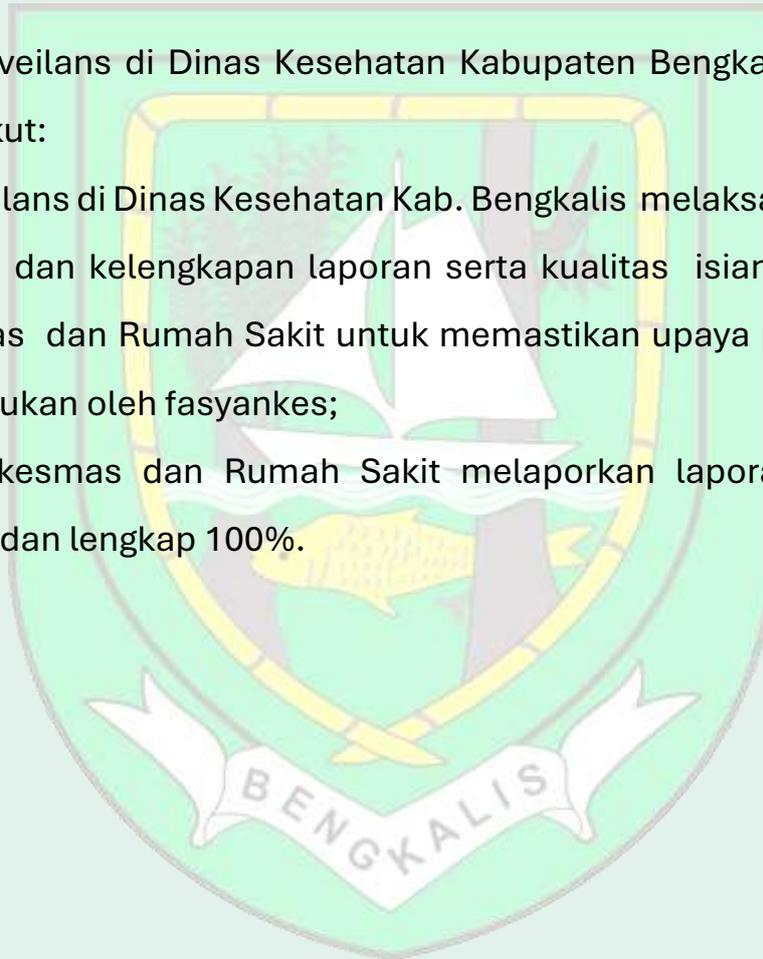 veilans di Dinas Kesehatan Kabupaten Bengka
kut:
lans di Dinas Kesehatan Kab. Bengkalis melaksa
dan kelengkapan laporan serta kualitas isian
as dan Rumah Sakit untuk memastikan upaya
ukan oleh fasyankes;
kesmas dan Rumah Sakit melaporkan lapora
dan lengkap 100%.
BENGKALIS